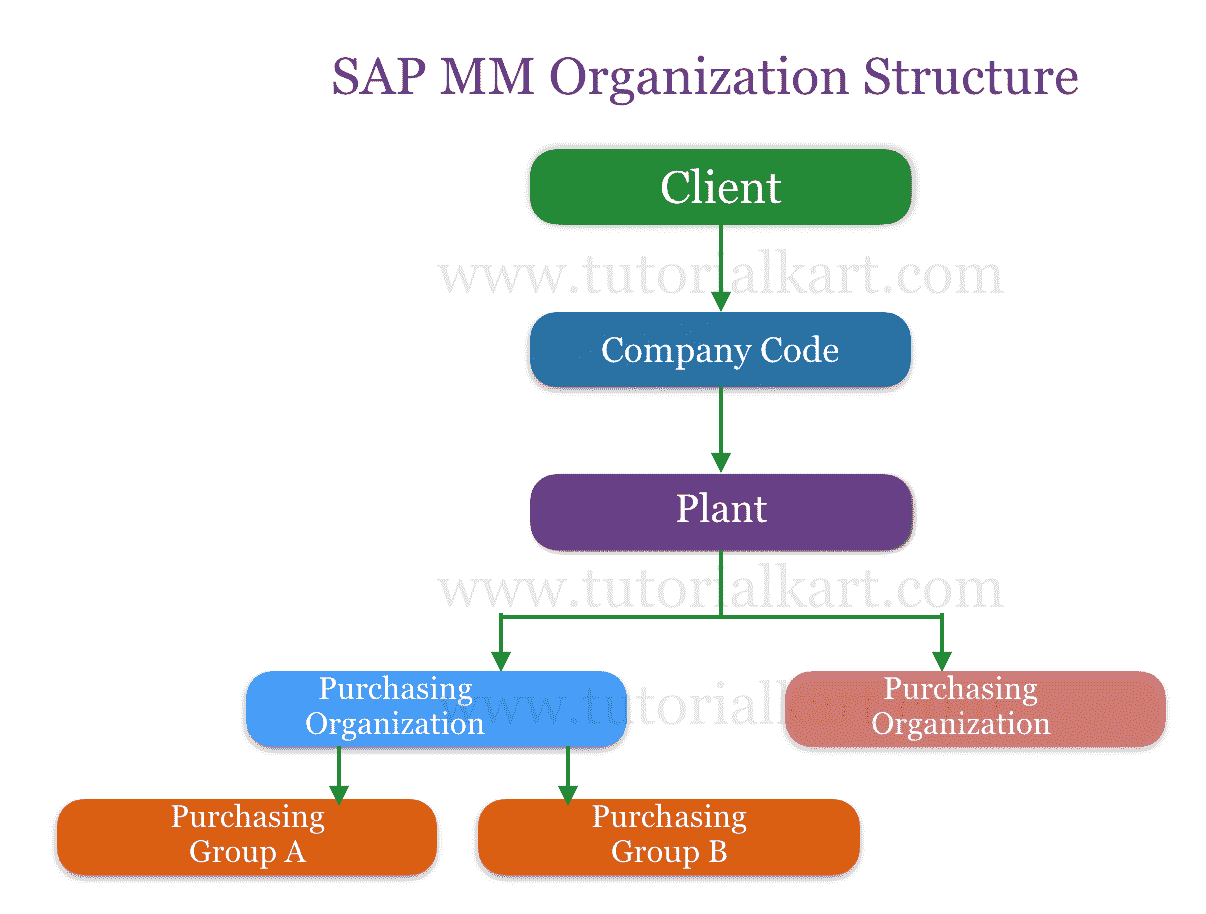 SAP MM Organization Structure
Client
www.tutorialkart.com
Company Code
Plant
www.tutorialkart.com
Purchasing
Organization
www.tutorialkart.com
Purchasing
Organization
Purchasing
Group A
Purchasing
Group B